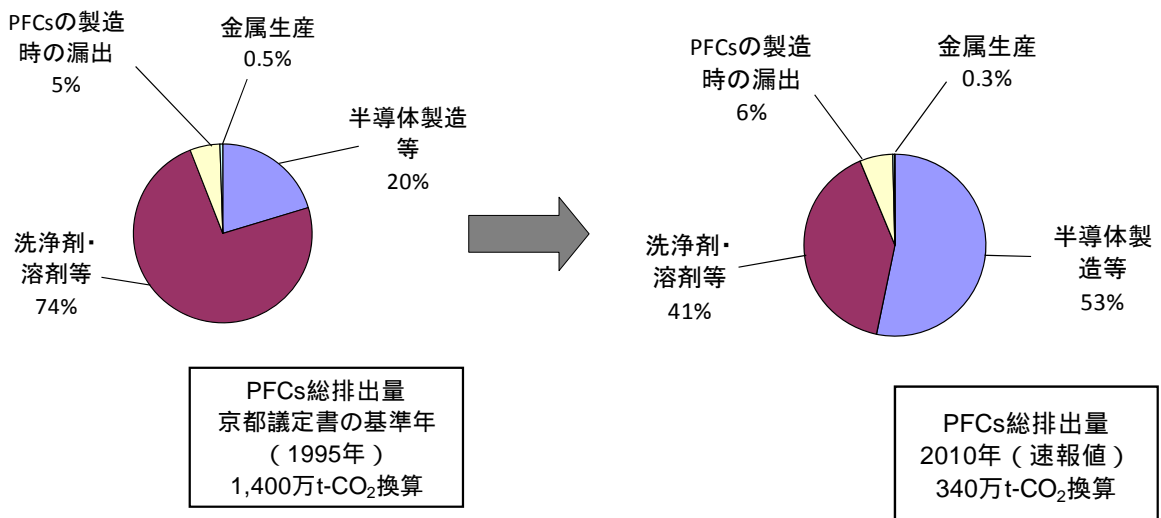 PFCsの製造
時の漏出
5%
金属生産
0.5%
半導体製造
等
20%
洗浄剤・
溶剤等
74%
PFCs総排出量
京都議定書の基準年
（1995年）
1,400万t-CO₂換算
PFCsの製造
時の漏出
6%
金属生産
0.3%
半導体製
造等
53%
洗浄剤・
溶剤等
41%
PFCs総排出量
2010年（速報値）
340万t-CO₂換算